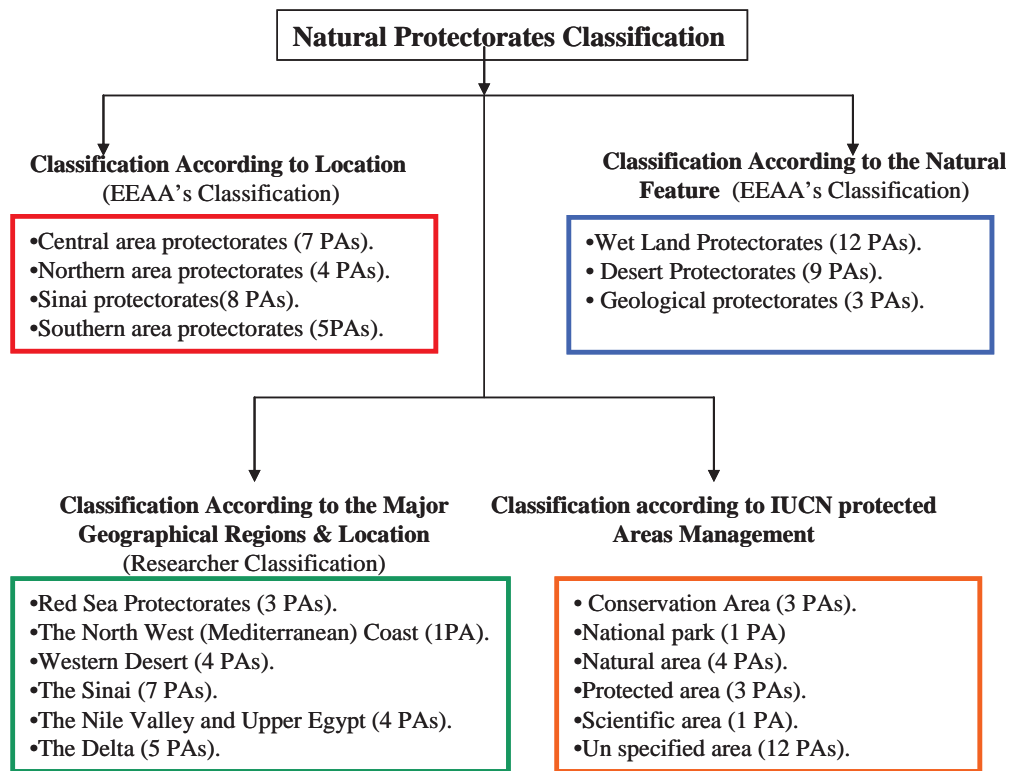 Natural Protectorates Classification
Classification According to Location
(EEAA's Classification)
•Central area protectorates (7 PAs).
•Northern area protectorates (4 PAs).
•Sinai protectorates(8 PAs).
•Southern area protectorates (5PAs).
Classification According to the Natural
Feature (EEAA's Classification)
•Wet Land Protectorates (12 PAs).
• Desert Protectorates (9 PAs).
• Geological protectorates (3 PAs).
Classification According to the Major
Geographical Regions & Location
(Researcher Classification)
•Red Sea Protectorates (3 PAs).
•The North West (Mediterranean) Coast (1PA).
•Western Desert (4 PAs).
•The Sinai (7 PAs).
•The Nile Valley and Upper Egypt (4 PAs).
•The Delta (5 PAs).
Classification according to IUCN protected
Areas Management
• Conservation Area (3 PAs).
•National park (1 PA)
•Natural area (4 PAs).
•Protected area (3 PAs).
•Scientific area (1 PA).
•Un specified area (12 PAs).